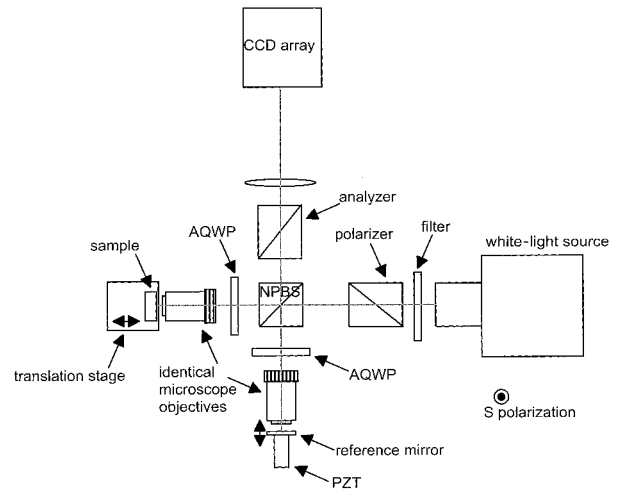 CCD array
analyzer
polarizer
filter
AQWP
sample
NPBS
white-light source
translation stage
identical
microscope
objectives
AQWP
S polarization
reference mirror
PZT